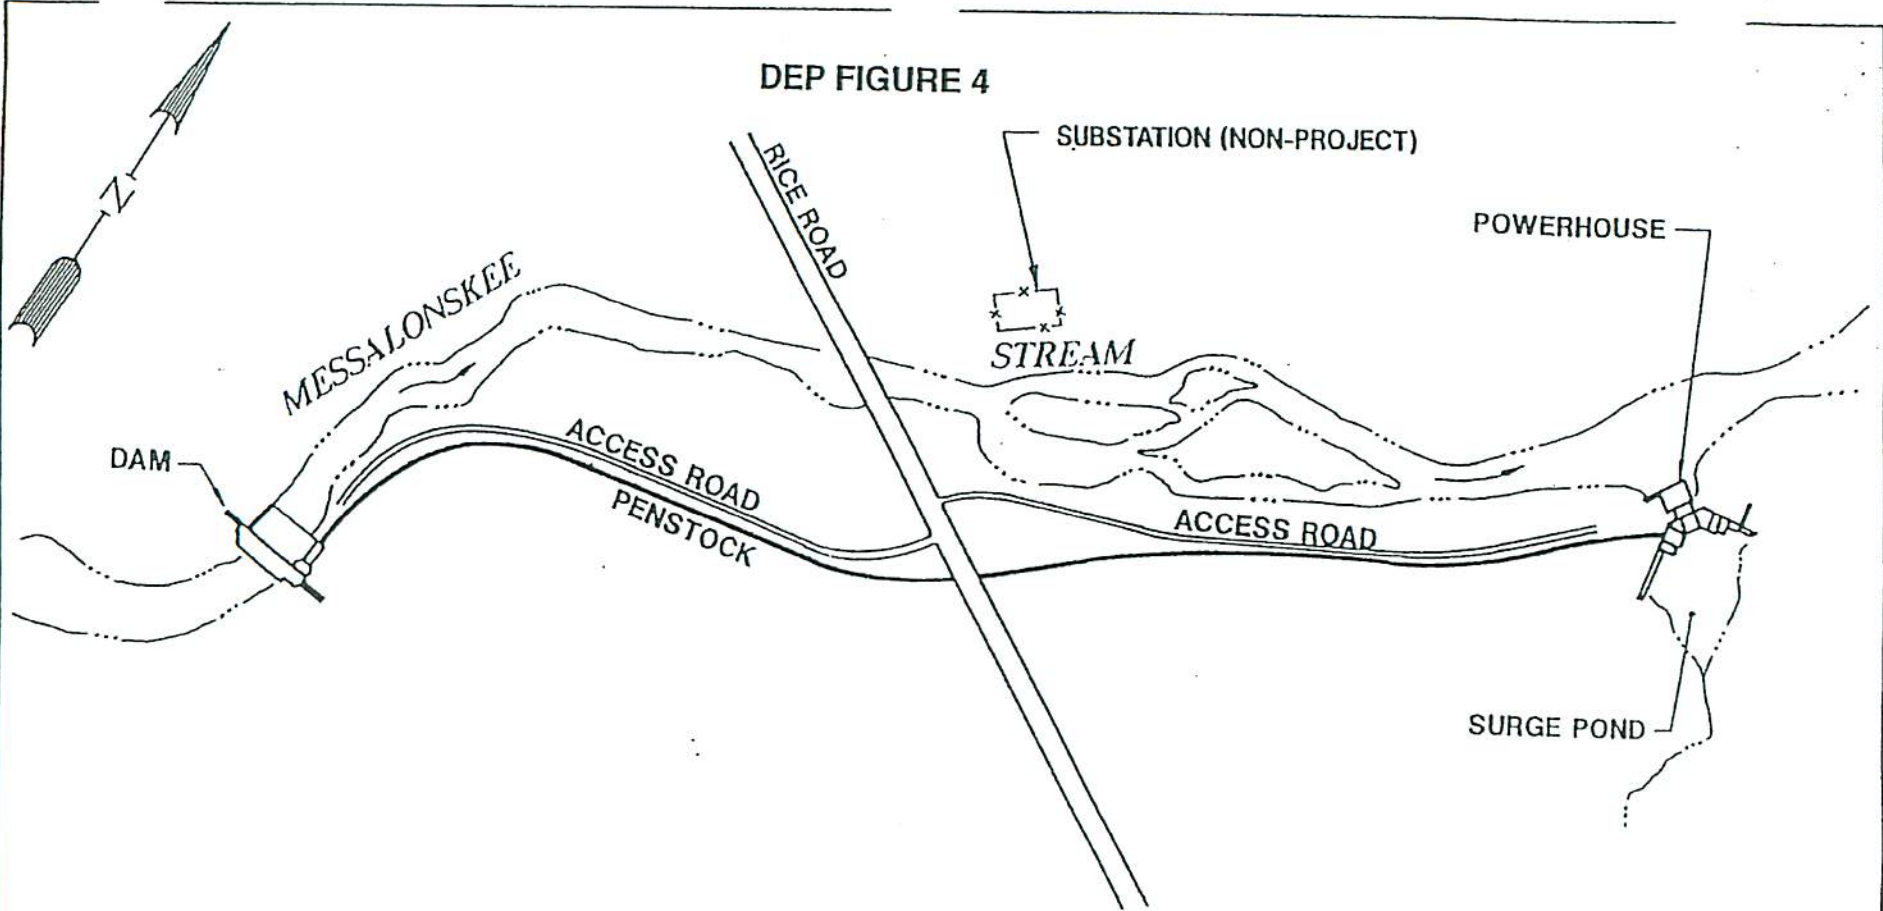 DEP FIGURE 4
SUBSTATION (NON-PROJECT)
RICE ROAD
POWERHOUSE
N
MESSALONSKEE
STREAM
DAM
ACCESS ROAD
PENSTOCK
ACCESS ROAD
SURGE POND